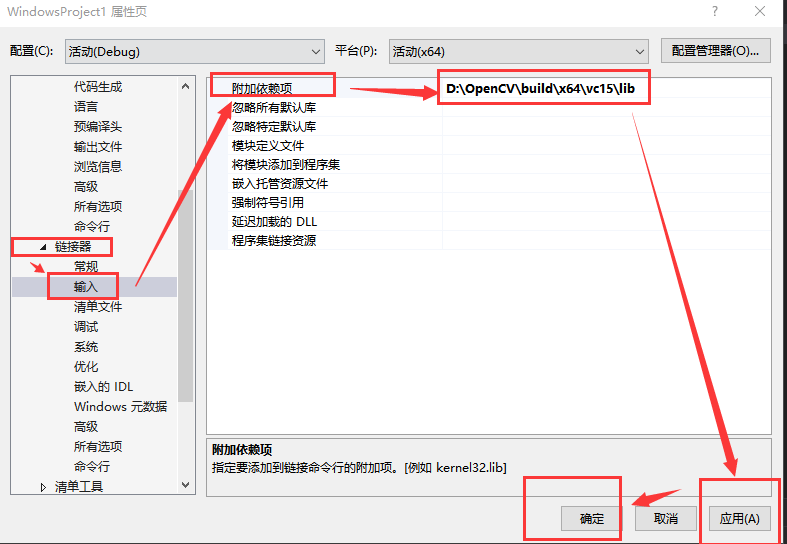 WindowsProject1 属性页
?
配置(C):
活动(Debug)
平台(P):
活动(x64)
配置管理器(O)...
代码生成
语言
预编译头
输出文件
浏览信息
高级
所有选项
命令行
链接器
常规
输入
清单文件
调试
系统
优化
嵌入的 IDL
Windows 元数据
高级
所有选项
命令行
清单工具
附加依赖项
D:\OpenCV\build\x64\vc15\lib
忽略所有默认库
忽略特定默认库
模块定义文件
将模块添加到程序集
嵌入托管资源文件
强制符号引用
延迟加载的 DLL
程序集链接资源
附加依赖项
指定要添加到链接命令行的附加项。[例如 kernel32.lib]
确定
取消
应用(A)